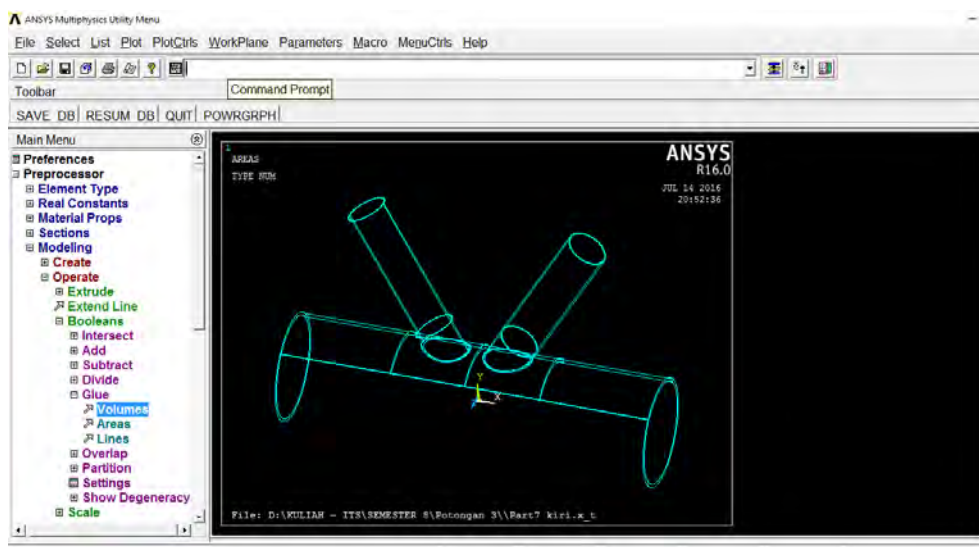 ANSYS Multiphysics Utility Menu
File Select List Plot PlotCtrls WorkPlane Parameters Macro MenuCtrls Help
Toolbar
Command Prompt
SAVE_DB RESUM_DB QUIT POWRGRPH
Main Menu
Preferences
Preprocessor
Element Type
Real Constants
Material Props
Sections
Modeling
Create
Operate
Extrude
Extend Line
Booleans
Intersect
Add
Subtract
Divide
Glue
Volumes
Areas
Lines
Overlap
Partition
Settings
Show Degeneracy
Scale
1
AREAS
TYPE NUM
ANSYS
R16.0
JUL 14 2016
20:52:36
Y
X
File: D:\KULIAH - ITS\SEMESTER 8\Potongan 3\\Part7 kiri.x_t